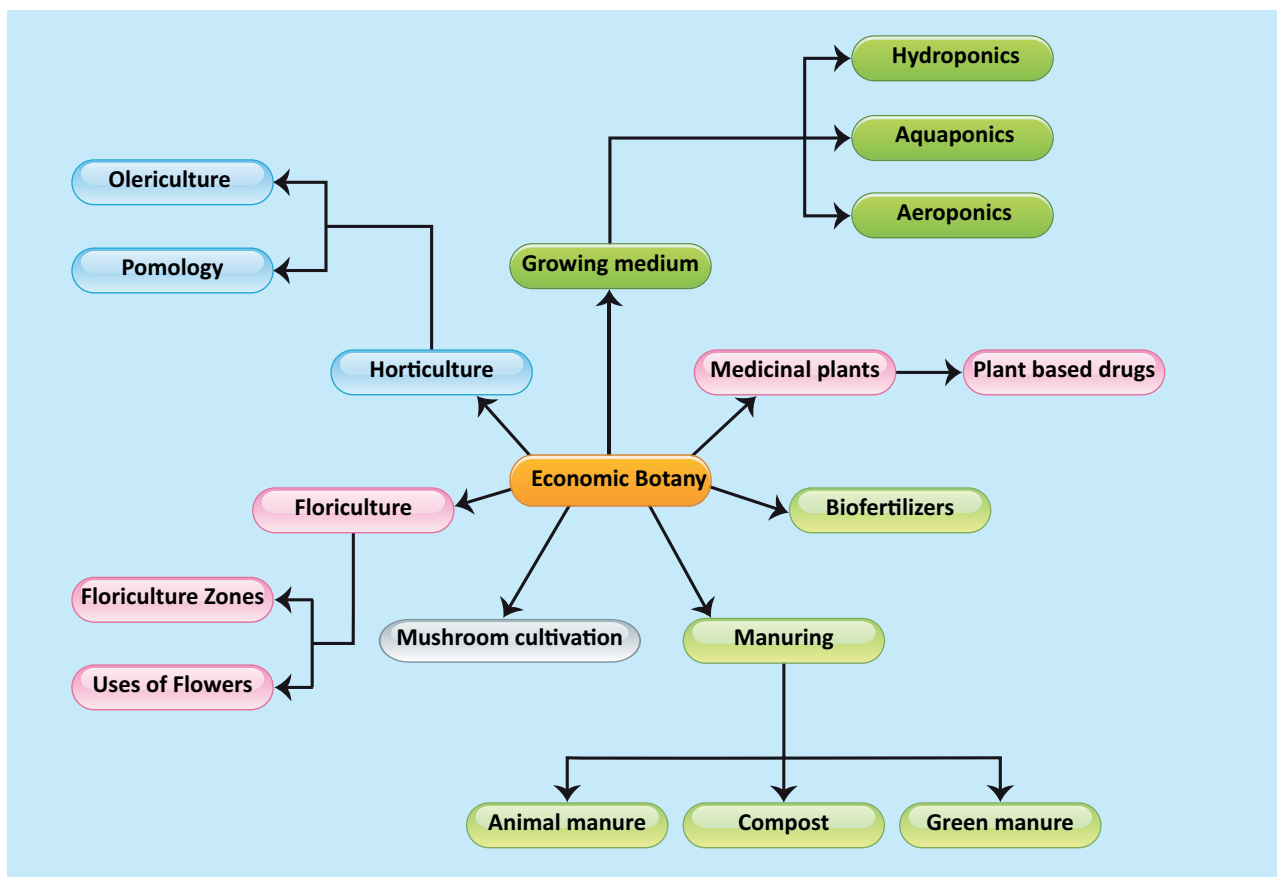 Hydroponics
Aquaponics
Olericulture
Aeroponics
Pomology
Growing medium
Horticulture
Medicinal plants
Plant based drugs
Economic Botany
Floriculture
Biofertilizers
Floriculture Zones
Mushroom cultivation
Manuring
Uses of Flowers
Animal manure
Compost
Green manure